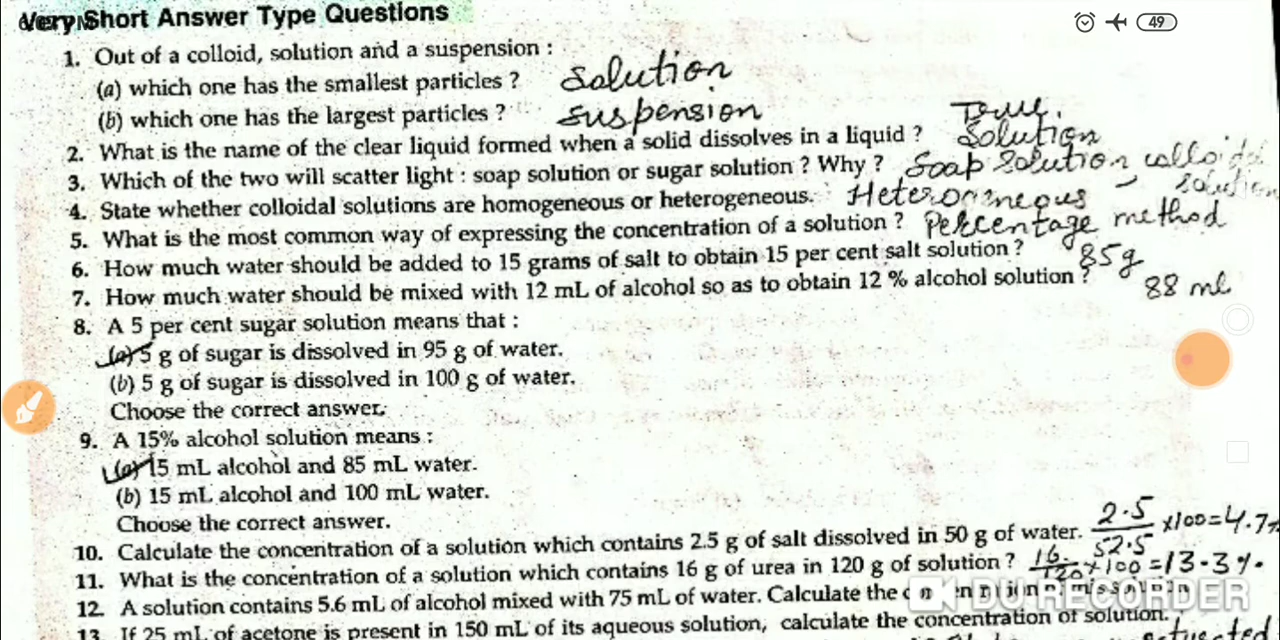 Very Short Answer Type Questions
49
1. Out of a colloid, solution and a suspension :
(a) which one has the smallest particles ? Solution
(b) which one has the largest particles ? suspension
True.
2. What is the name of the clear liquid formed when a solid dissolves in a liquid ? Solution
3. Which of the two will scatter light : soap solution or sugar solution ? Why ? Soap solution, colloidal
solution
4. State whether colloidal solutions are homogeneous or heterogeneous. Heterogeneous
5. What is the most common way of expressing the concentration of a solution ? Percentage method
6. How much water should be added to 15 grams of salt to obtain 15 per cent salt solution ? 85g
7. How much water should be mixed with 12 mL of alcohol so as to obtain 12 % alcohol solution ? 88 ml
8. A 5 per cent sugar solution means that :
(a) 5 g of sugar is dissolved in 95 g of water.
(b) 5 g of sugar is dissolved in 100 g of water.
Choose the correct answer.
9. A 15% alcohol solution means :
(a) 15 mL alcohol and 85 mL water.
(b) 15 mL alcohol and 100 mL water.
Choose the correct answer.
10. Calculate the concentration of a solution which contains 2.5 g of salt dissolved in 50 g of water. 2.5/52.5 ×100=4.7%
11. What is the concentration of a solution which contains 16 g of urea in 120 g of solution ? 16/120 ×100 =13.3%
12. A solution contains 5.6 mL of alcohol mixed with 75 mL of water. Calculate the
DU RECORDER
13. If 25 mL of acetone is present in 150 mL of its aqueous solution, calculate the concentration of solution.